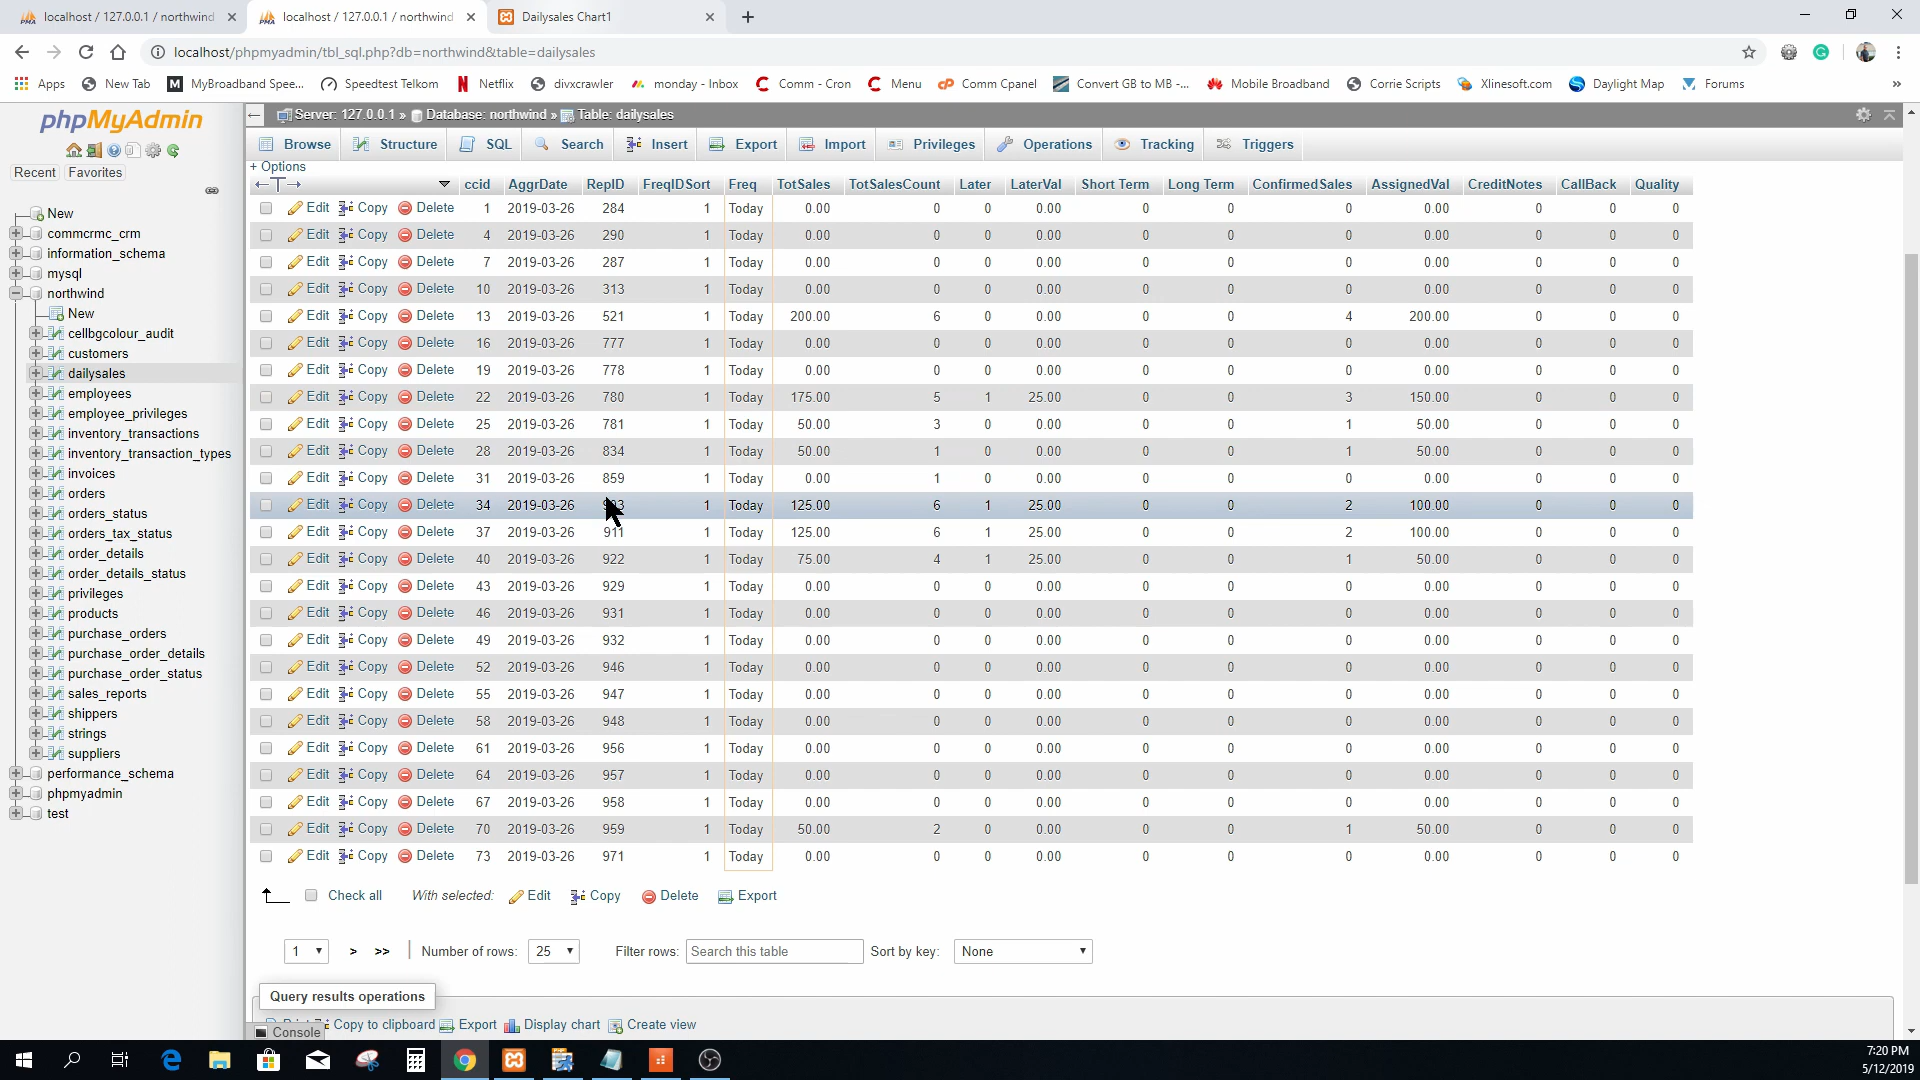 localhost / 127.0.0.1 / northwind
localhost / 127.0.0.1 / northwind
Dailysales Chart1
localhost/phpmyadmin/tbl_sql.php?db=northwind&table=dailysales
Apps New Tab MyBroadband Spee... Speedtest Telkom Netflix divxcrawler monday - Inbox Comm - Cron Menu Comm Cpanel Convert GB to MB -... Mobile Broadband Corrie Scripts Xlinesoft.com Daylight Map Forums »
phpMyAdmin
Recent Favorites
New
commcrmc_crm
information_schema
mysql
northwind
New
cellbgcolour_audit
customers
dailysales
employees
employee_privileges
inventory_transactions
inventory_transaction_types
invoices
orders
orders_status
orders_tax_status
order_details
order_details_status
privileges
products
purchase_orders
purchase_order_details
purchase_order_status
sales_reports
shippers
strings
suppliers
performance_schema
phpmyadmin
test
Server: 127.0.0.1 » Database: northwind » Table: dailysales
Browse Structure SQL Search Insert Export Import Privileges Operations Tracking Triggers
+ Options
ccid AggrDate RepID FreqIDSort Freq TotSales TotSalesCount Later LaterVal Short Term Long Term ConfirmedSales AssignedVal CreditNotes CallBack Quality
Edit Copy Delete 1 2019-03-26 284 1 Today 0.00 0 0 0.00 0 0 0 0.00 0 0 0
Edit Copy Delete 4 2019-03-26 290 1 Today 0.00 0 0 0.00 0 0 0 0.00 0 0 0
Edit Copy Delete 7 2019-03-26 287 1 Today 0.00 0 0 0.00 0 0 0 0.00 0 0 0
Edit Copy Delete 10 2019-03-26 313 1 Today 0.00 0 0 0.00 0 0 0 0.00 0 0 0
Edit Copy Delete 13 2019-03-26 521 1 Today 200.00 6 0 0.00 0 0 4 200.00 0 0 0
Edit Copy Delete 16 2019-03-26 777 1 Today 0.00 0 0 0.00 0 0 0 0.00 0 0 0
Edit Copy Delete 19 2019-03-26 778 1 Today 0.00 0 0 0.00 0 0 0 0.00 0 0 0
Edit Copy Delete 22 2019-03-26 780 1 Today 175.00 5 1 25.00 0 0 3 150.00 0 0 0
Edit Copy Delete 25 2019-03-26 781 1 Today 50.00 3 0 0.00 0 0 1 50.00 0 0 0
Edit Copy Delete 28 2019-03-26 834 1 Today 50.00 1 0 0.00 0 0 1 50.00 0 0 0
Edit Copy Delete 31 2019-03-26 859 1 Today 0.00 1 0 0.00 0 0 0 0.00 0 0 0
Edit Copy Delete 34 2019-03-26 1 Today 125.00 6 1 25.00 0 0 2 100.00 0 0 0
Edit Copy Delete 37 2019-03-26 911 1 Today 125.00 6 1 25.00 0 0 2 100.00 0 0 0
Edit Copy Delete 40 2019-03-26 922 1 Today 75.00 4 1 25.00 0 0 1 50.00 0 0 0
Edit Copy Delete 43 2019-03-26 929 1 Today 0.00 0 0 0.00 0 0 0 0.00 0 0 0
Edit Copy Delete 46 2019-03-26 931 1 Today 0.00 0 0 0.00 0 0 0 0.00 0 0 0
Edit Copy Delete 49 2019-03-26 932 1 Today 0.00 0 0 0.00 0 0 0 0.00 0 0 0
Edit Copy Delete 52 2019-03-26 946 1 Today 0.00 0 0 0.00 0 0 0 0.00 0 0 0
Edit Copy Delete 55 2019-03-26 947 1 Today 0.00 0 0 0.00 0 0 0 0.00 0 0 0
Edit Copy Delete 58 2019-03-26 948 1 Today 0.00 0 0 0.00 0 0 0 0.00 0 0 0
Edit Copy Delete 61 2019-03-26 956 1 Today 0.00 0 0 0.00 0 0 0 0.00 0 0 0
Edit Copy Delete 64 2019-03-26 957 1 Today 0.00 0 0 0.00 0 0 0 0.00 0 0 0
Edit Copy Delete 67 2019-03-26 958 1 Today 0.00 0 0 0.00 0 0 0 0.00 0 0 0
Edit Copy Delete 70 2019-03-26 959 1 Today 50.00 2 0 0.00 0 0 1 50.00 0 0 0
Edit Copy Delete 73 2019-03-26 971 1 Today 0.00 0 0 0.00 0 0 0 0.00 0 0 0
Check all With selected: Edit Copy Delete Export
1 > >> Number of rows: 25 Filter rows: Search this table Sort by key: None
Query results operations
Copy to clipboard Export Display chart Create view
Console
7:20 PM
5/12/2019